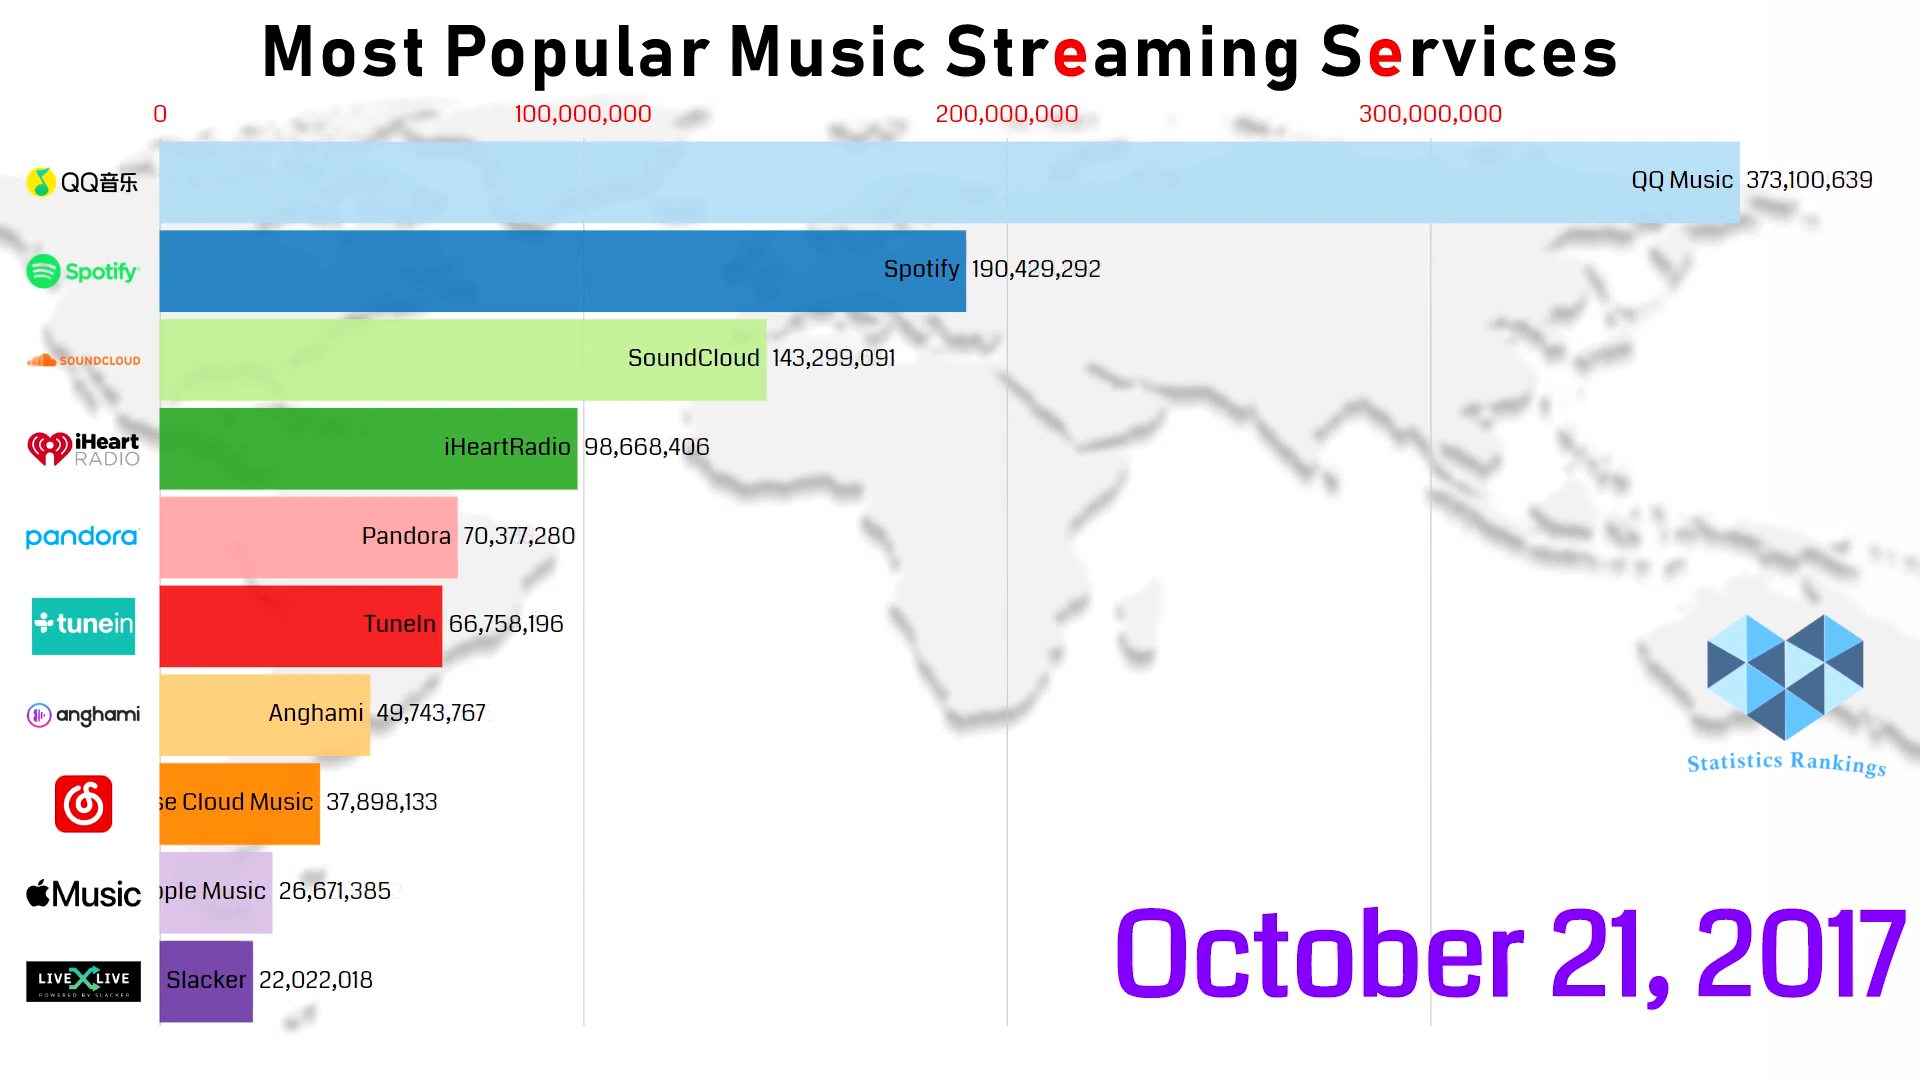 Most Popular Music Streaming Services
0 100,000,000 200,000,000 300,000,000
QQ音乐 QQ Music 373,100,639
Spotify Spotify 190,429,292
SOUNDCLOUD SoundCloud 143,299,091
iHeart RADIO iHeartRadio 98,668,406
pandora Pandora 70,377,280
tunein TuneIn 66,758,196
anghami Anghami 49,743,767
se Cloud Music 37,898,133
Music pple Music 26,671,385
LIVE X LIVE Slacker 22,022,018
POWERED BY SLACKER
Statistics Rankings
October 21, 2017